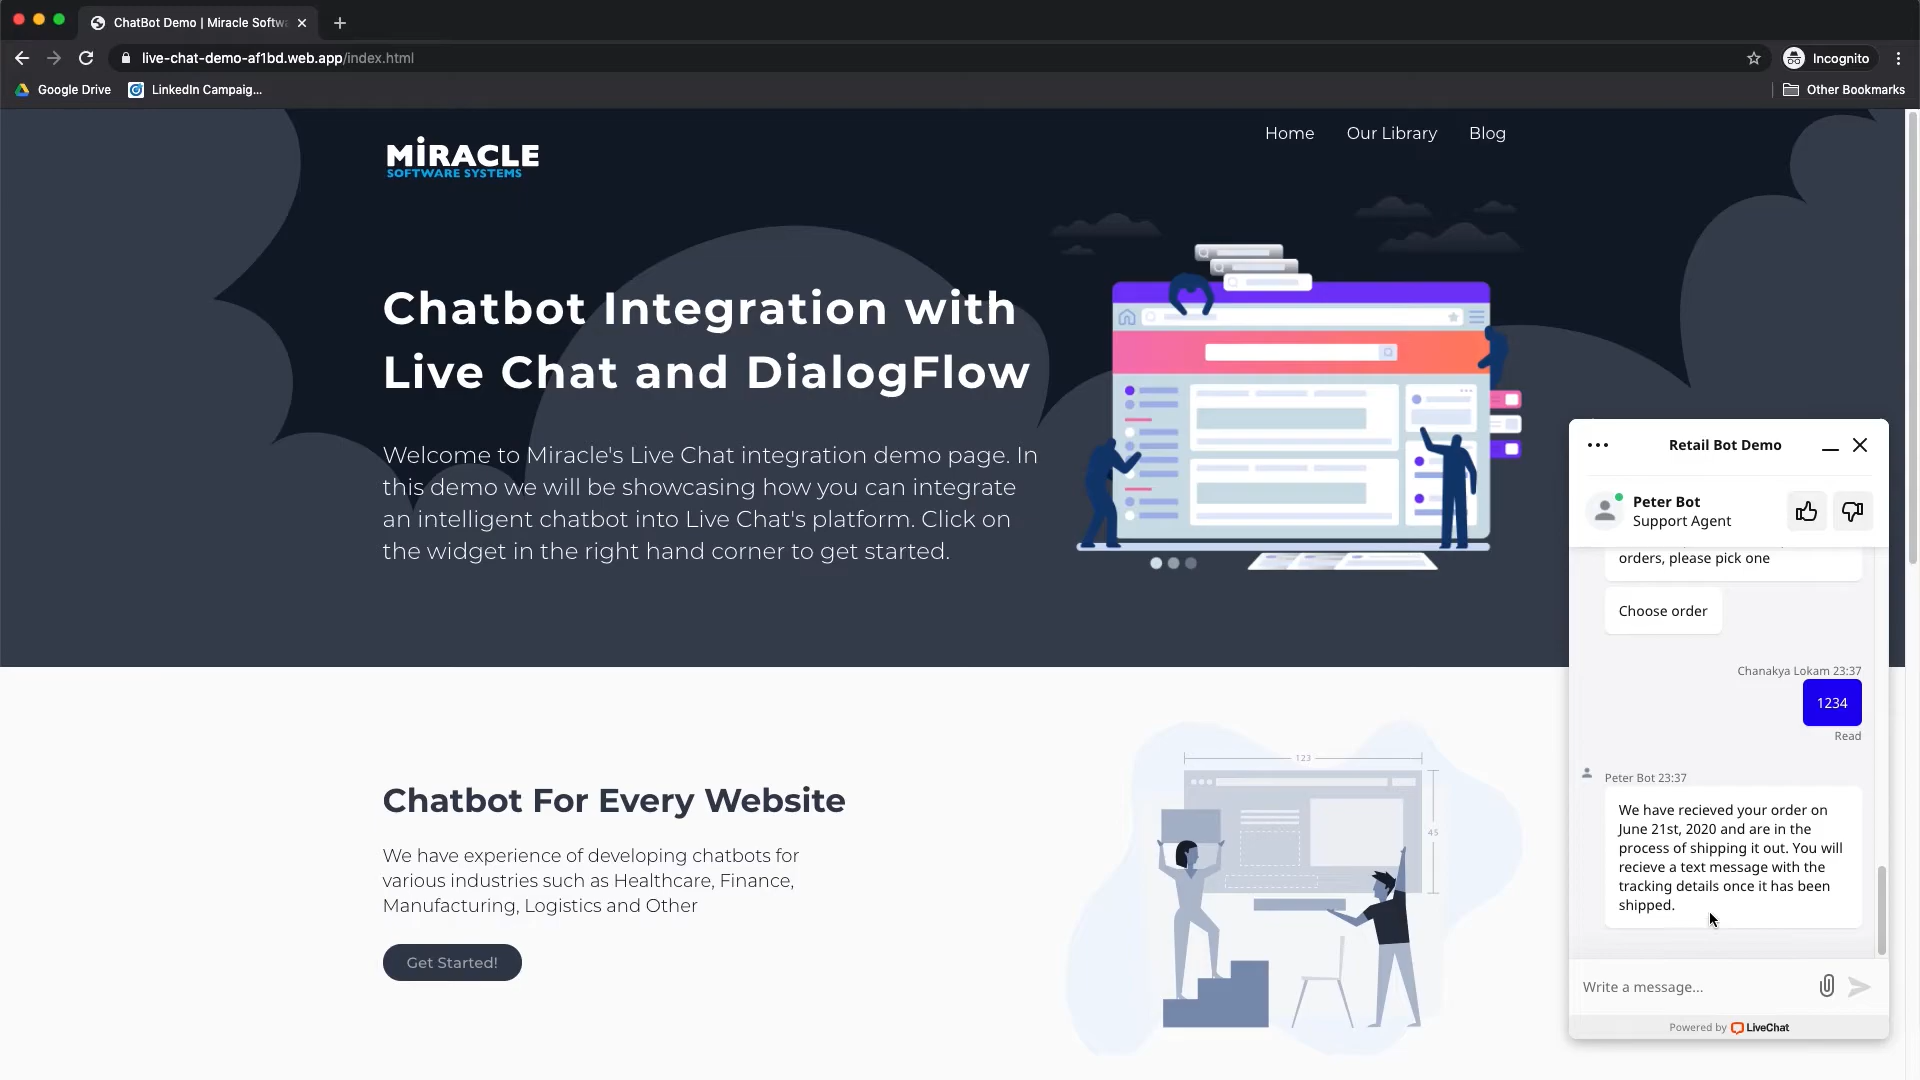 ChatBot Demo | Miracle Softw
live-chat-demo-af1bd.web.app/index.html
Incognito
Google Drive
LinkedIn Campaig...
Other Bookmarks
MiRACLE
SOFTWARE SYSTEMS
Home
Our Library
Blog
Chatbot Integration with
Live Chat and DialogFlow
Welcome to Miracle's Live Chat integration demo page. In
this demo we will be showcasing how you can integrate
an intelligent chatbot into Live Chat's platform. Click on
the widget in the right hand corner to get started.
Chatbot For Every Website
We have experience of developing chatbots for
various industries such as Healthcare, Finance,
Manufacturing, Logistics and Other
Get Started!
123
45
Retail Bot Demo
Peter Bot
Support Agent
orders, please pick one
Choose order
Chanakya Lokam 23:37
1234
Read
Peter Bot 23:37
We have recieved your order on
June 21st, 2020 and are in the
process of shipping it out. You will
recieve a text message with the
tracking details once it has been
shipped.
Write a message...
Powered by LiveChat